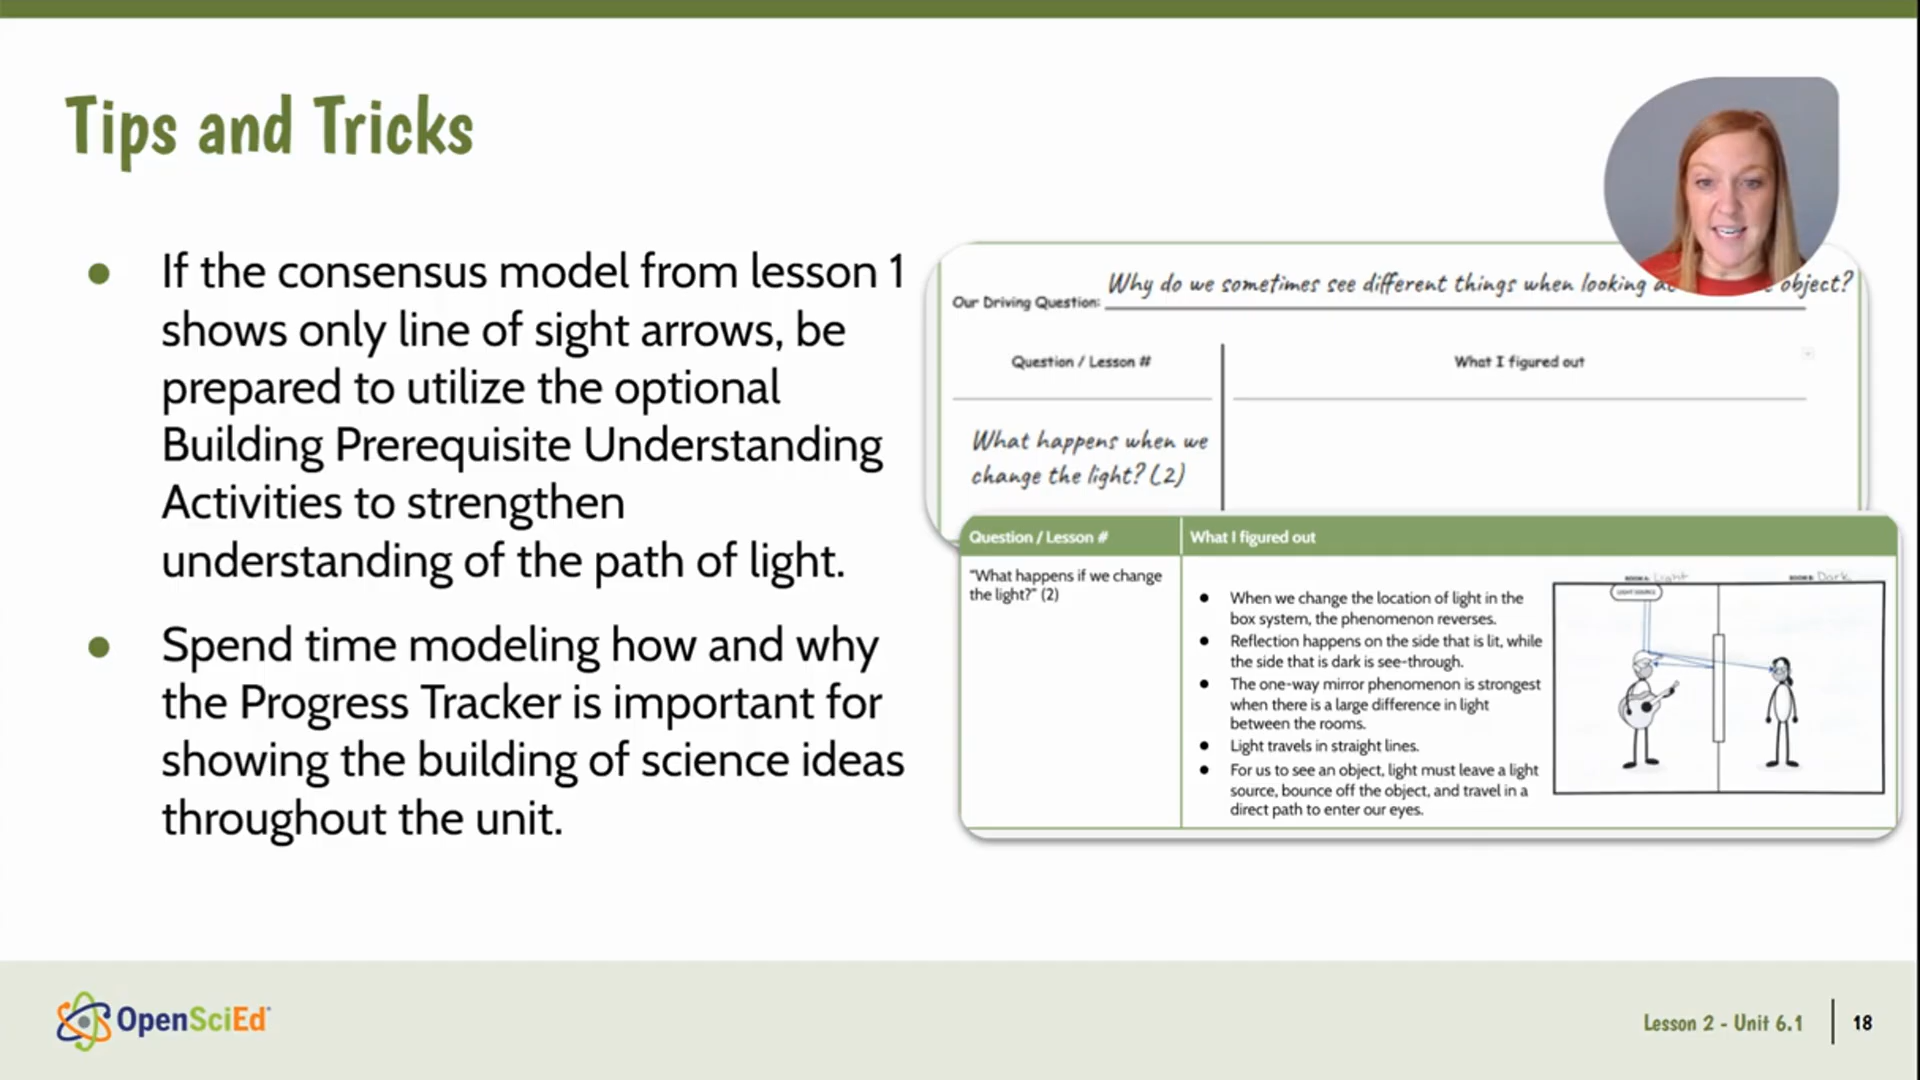 Tips and Tricks
● If the consensus model from lesson 1
shows only line of sight arrows, be
prepared to utilize the optional
Building Prerequisite Understanding
Activities to strengthen
understanding of the path of light.
● Spend time modeling how and why
the Progress Tracker is important for
showing the building of science ideas
throughout the unit.
Our Driving Question: Why do we sometimes see different things when looking object?
Question / Lesson #
What I figured out
What happens when we
change the light? (2)
Question / Lesson #
What I figured out
"What happens if we change
the light?" (2)
● When we change the location of light in the
box system, the phenomenon reverses.
● Reflection happens on the side that is lit, while
the side that is dark is see-through.
● The one-way mirror phenomenon is strongest
when there is a large difference in light
between the rooms.
● Light travels in straight lines.
● For us to see an object, light must leave a light
source, bounce off the object, and travel in a
direct path to enter our eyes.
ROOM A: Light
ROOM B: Dark
LIGHT SOURCE
OpenSciEd
Lesson 2 - Unit 6.1
18